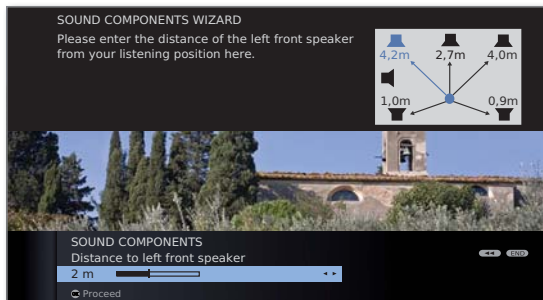 SOUND COMPONENTS WIZARD
Please enter the distance of the left front speaker
from your listening position here.
4,2m 2,7m 4,0m
1,0m 0,9m
SOUND COMPONENTS
Distance to left front speaker
2 m
END
Proceed